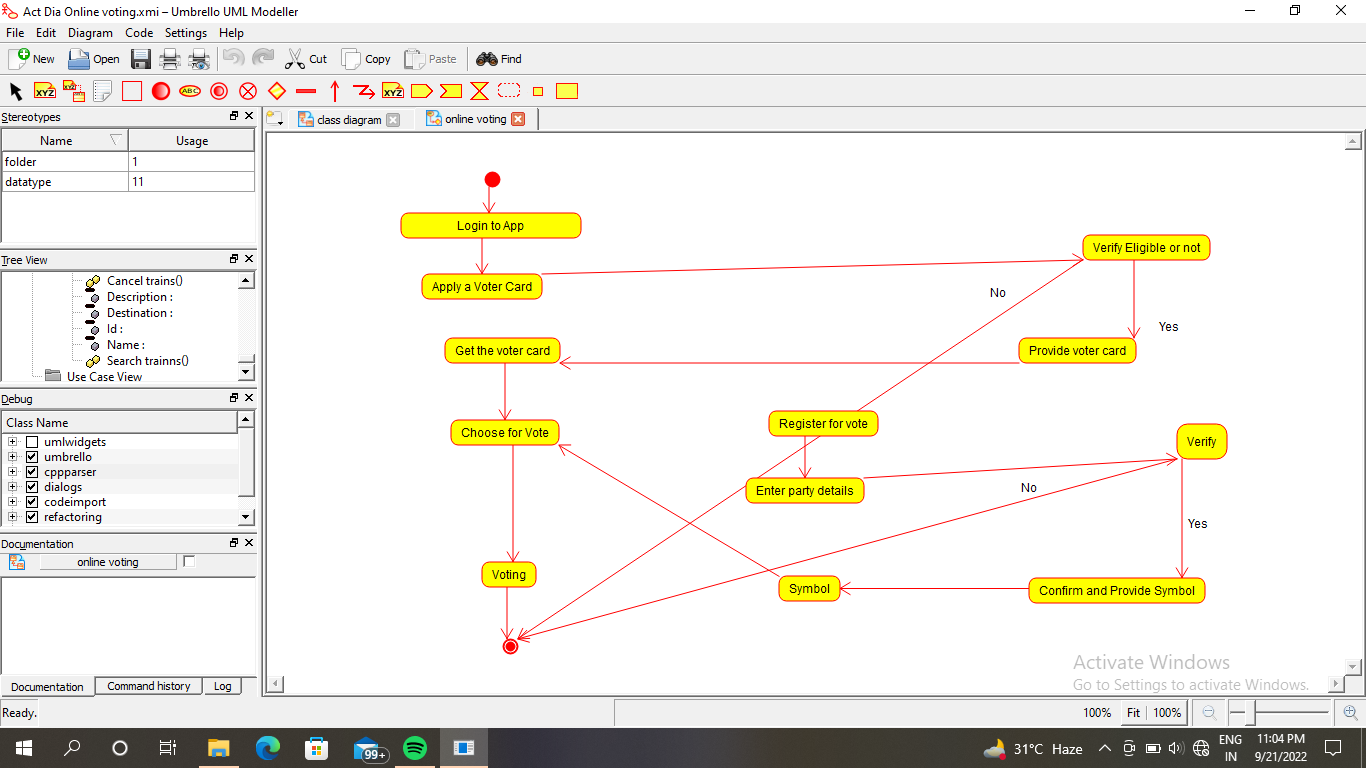 Act Dia Online voting.xmi – Umbrello UML Modeller
File Edit Diagram Code Settings Help
New Open Cut Copy Paste Find
XYZ XYZ ABC XYZ
Stereotypes
class diagram online voting
Name Usage
folder 1
datatype 11
Tree View
Cancel trains()
Description :
Destination :
Id :
Name :
Search trainns()
Use Case View
Debug
Class Name
umlwidgets
umbrello
cppparser
dialogs
codeimport
refactoring
Documentation
online voting
Documentation Command history Log
Login to App
Verify Eligible or not
Apply a Voter Card
No
Yes
Get the voter card
Provide voter card
Register for vote
Choose for Vote
Verify
Enter party details
No
Yes
Voting
Symbol
Confirm and Provide Symbol
Activate Windows
Go to Settings to activate Windows.
Ready.
100% Fit 100%
99+
31°C Haze
ENG
IN
11:04 PM
9/21/2022